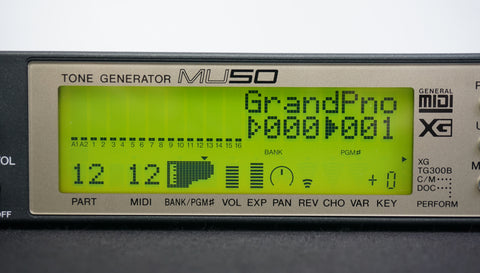 TONE GENERATOR MU50
GrandPno
000 001
A1 A2 1 2 3 4 5 6 7 8 9 10 11 12 13 14 15 16
BANK PGM#
12 12 + 0
PART MIDI BANK/PGM# VOL EXP PAN REV CHO VAR KEY
GENERAL
MIDI
XG
XG
TG300B
C/M
DOC
PERFORM
OL
OFF
P
U
M